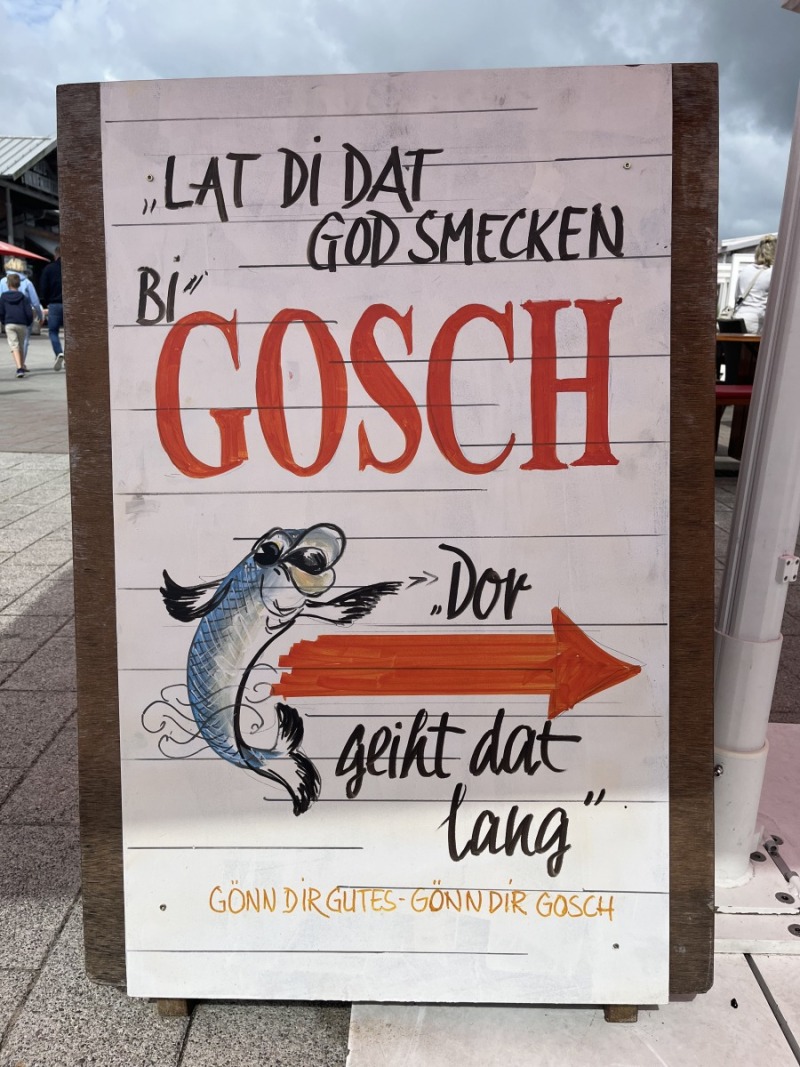 „LAT Di DAT
GOD SMECKEN
Bi"
GOSCH
„Dor
geiht dat
lang"
GÖNN DiR GUTES - GÖNN DiR GOSCH